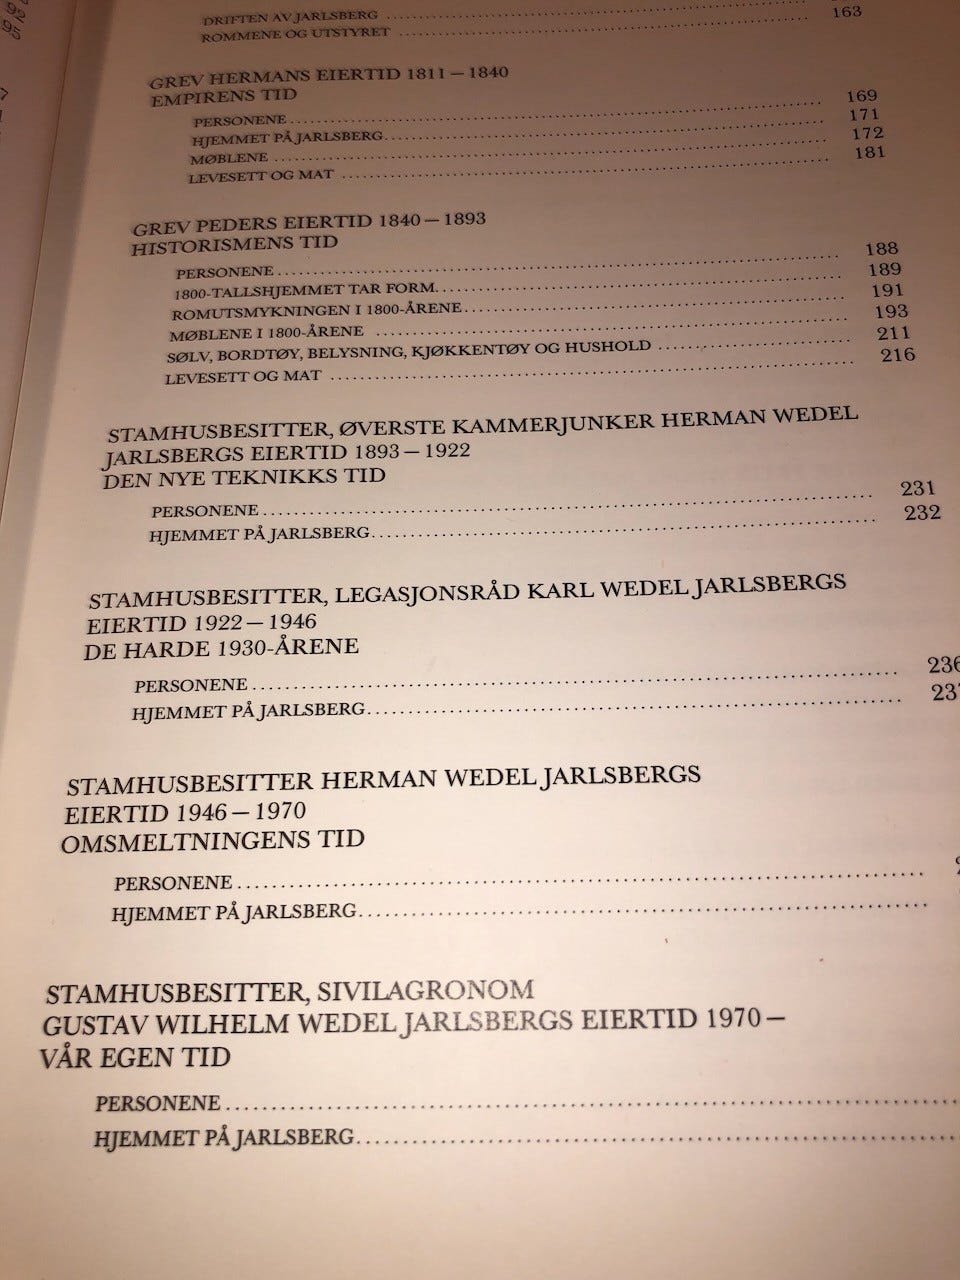 DRIFTEN AV JARLSBERG ........................................
ROMMENE OG UTSTYRET ........................................ 163
GREV HERMANS EIERTID 1811 — 1840
EMPIRENS TID
PERSONENE ........................................ 169
HJEMMET PÅ JARLSBERG ........................................ 171
MØBLENE ........................................ 172
LEVESETT OG MAT ........................................ 181
GREV PEDERS EIERTID 1840 — 1893
HISTORISMENS TID
PERSONENE ........................................ 188
1800-TALLSHJEMMET TAR FORM ........................................ 189
ROMUTSMYKNINGEN I 1800-ÅRENE ........................................ 191
MØBLENE I 1800-ÅRENE ........................................ 193
SØLV, BORDTØY, BELYSNING, KJØKKENTØY OG HUSHOLD .................... 211
LEVESETT OG MAT ........................................ 216
STAMHUSBESITTER, ØVERSTE KAMMERJUNKER HERMAN WEDEL
JARLSBERGS EIERTID 1893 — 1922
DEN NYE TEKNIKKS TID
PERSONENE ........................................ 231
HJEMMET PÅ JARLSBERG ........................................ 232
STAMHUSBESITTER, LEGASJONSRÅD KARL WEDEL JARLSBERGS
EIERTID 1922 — 1946
DE HARDE 1930-ÅRENE
PERSONENE ........................................ 236
HJEMMET PÅ JARLSBERG ........................................ 237
STAMHUSBESITTER HERMAN WEDEL JARLSBERGS
EIERTID 1946 — 1970
OMSMELTNINGENS TID
PERSONENE ........................................
HJEMMET PÅ JARLSBERG ........................................
STAMHUSBESITTER, SIVILAGRONOM
GUSTAV WILHELM WEDEL JARLSBERGS EIERTID 1970 —
VÅR EGEN TID
PERSONENE ........................................
HJEMMET PÅ JARLSBERG ........................................